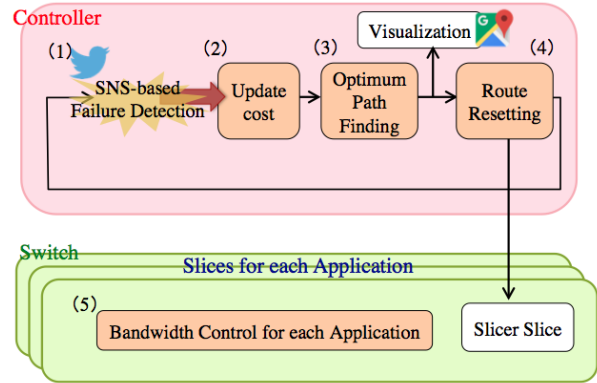 Controller
Visualization
(1)
(2)
(3)
(4)
SNS-based
Failure Detection
Update
cost
Optimum
Path
Finding
Route
Resetting
Switch
Slices for each Application
(5)
Bandwidth Control for each Application
Slicer Slice